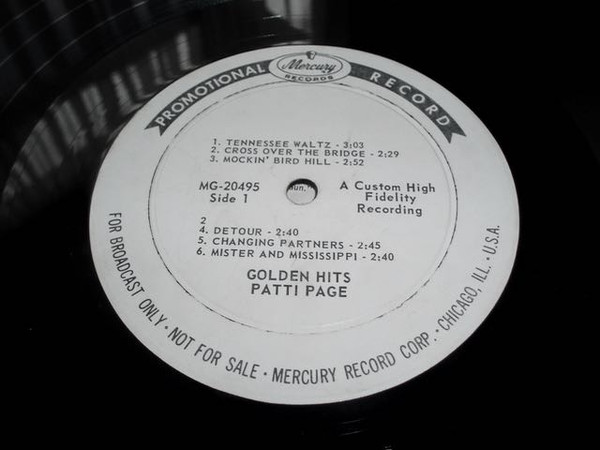 PROMOTIONAL RECORD
Mercury
RECORDS
1. TENNESSEE WALTZ - 3:03
2. CROSS OVER THE BRIDGE - 2:29
3. MOCKIN' BIRD HILL - 2:52
MG-20495
Side 1
A Custom High
Fidelity
Recording
2
4. DETOUR - 2:40
5. CHANGING PARTNERS - 2:45
6. MISTER AND MISSISSIPPI - 2:40
GOLDEN HITS
PATTI PAGE
FOR BROADCAST ONLY • NOT FOR SALE • MERCURY RECORD CORP. • CHICAGO, ILL. • U.S.A.